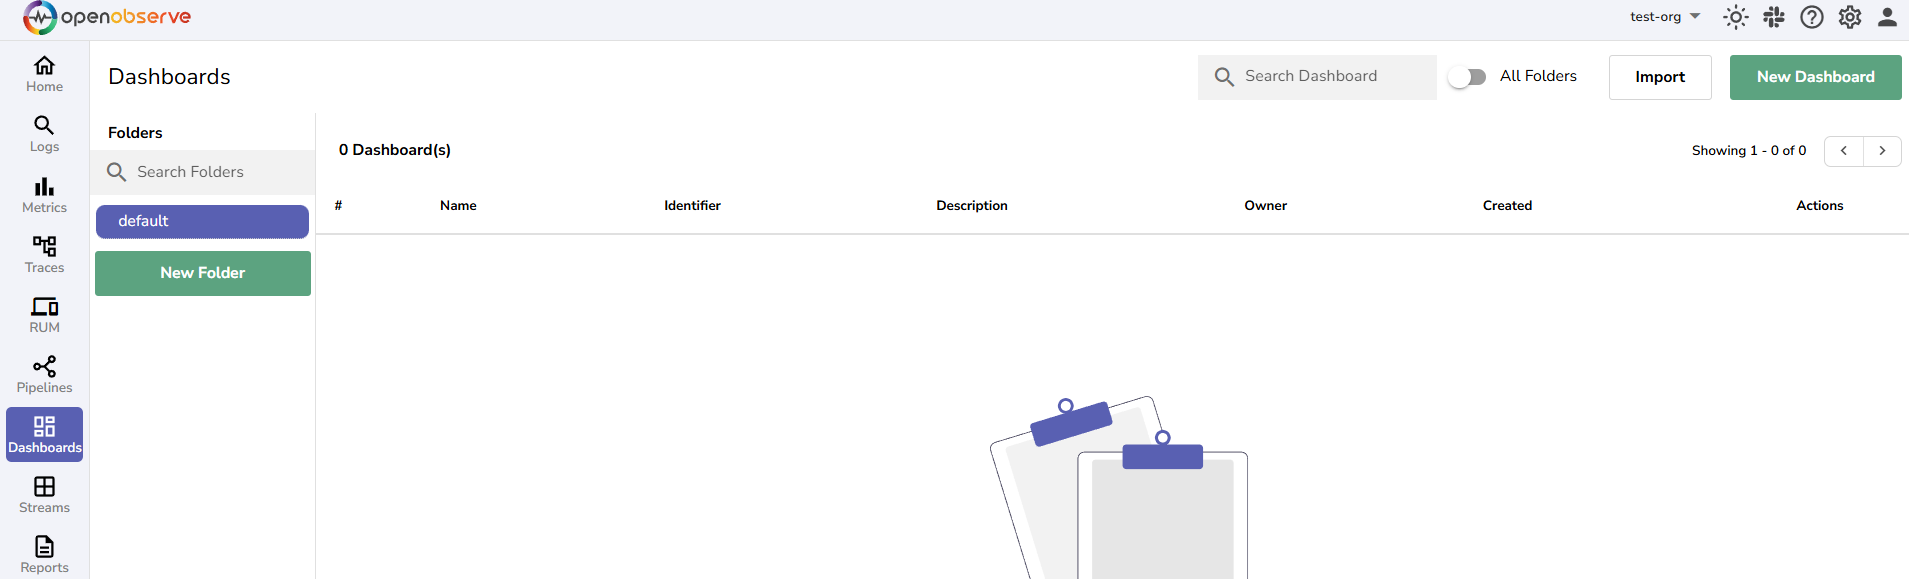 openobserve
test-org
Home
Logs
Metrics
Traces
RUM
Pipelines
Dashboards
Streams
Reports
Dashboards
Search Dashboard
All Folders
Import
New Dashboard
Folders
Search Folders
default
New Folder
0 Dashboard(s)
Showing 1 - 0 of 0
# Name Identifier Description Owner Created Actions